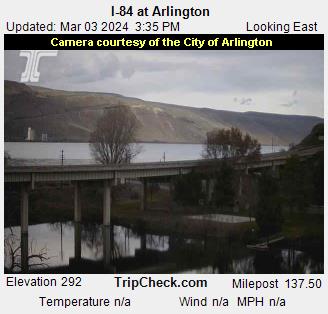 I-84 at Arlington
Updated: Mar 03 2024 3:35 PM Looking East
Camera courtesy of the City of Arlington
Elevation 292 TripCheck.com Milepost 137.50
Temperature n/a Wind n/a MPH n/a